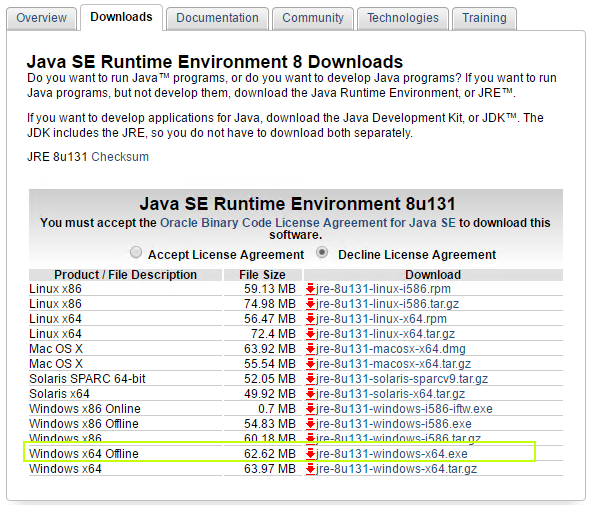 Overview Downloads Documentation Community Technologies Training
Java SE Runtime Environment 8 Downloads
Do you want to run Java™ programs, or do you want to develop Java programs? If you want to run
Java programs, but not develop them, download the Java Runtime Environment, or JRE™.
If you want to develop applications for Java, download the Java Development Kit, or JDK™. The
JDK includes the JRE, so you do not have to download both separately.
JRE 8u131 Checksum
Java SE Runtime Environment 8u131
You must accept the Oracle Binary Code License Agreement for Java SE to download this
software.
Accept License Agreement Decline License Agreement
Product / File Description File Size Download
Linux x86 59.13 MB jre-8u131-linux-i586.rpm
Linux x86 74.98 MB jre-8u131-linux-i586.tar.gz
Linux x64 56.47 MB jre-8u131-linux-x64.rpm
Linux x64 72.4 MB jre-8u131-linux-x64.tar.gz
Mac OS X 63.92 MB jre-8u131-macosx-x64.dmg
Mac OS X 55.54 MB jre-8u131-macosx-x64.tar.gz
Solaris SPARC 64-bit 52.05 MB jre-8u131-solaris-sparcv9.tar.gz
Solaris x64 49.92 MB jre-8u131-solaris-x64.tar.gz
Windows x86 Online 0.7 MB jre-8u131-windows-i586-iftw.exe
Windows x86 Offline 54.83 MB jre-8u131-windows-i586.exe
Windows x86 60.18 MB jre-8u131-windows-i586.tar.gz
Windows x64 Offline 62.62 MB jre-8u131-windows-x64.exe
Windows x64 63.97 MB jre-8u131-windows-x64.tar.gz